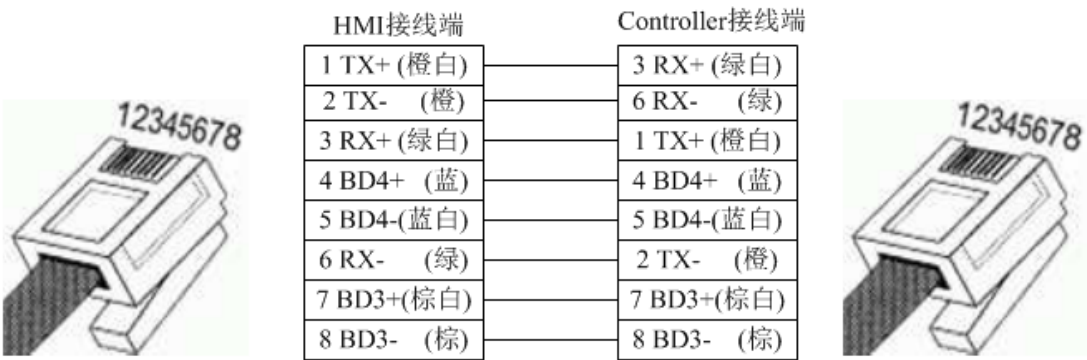 HMI接线端
Controller接线端
1 TX+ (橙白)
3 RX+ (绿白)
2 TX- (橙)
6 RX- (绿)
3 RX+ (绿白)
1 TX+ (橙白)
4 BD4+ (蓝)
4 BD4+ (蓝)
5 BD4-(蓝白)
5 BD4-(蓝白)
6 RX- (绿)
2 TX- (橙)
7 BD3+(棕白)
7 BD3+(棕白)
8 BD3- (棕)
8 BD3- (棕)
12345678
12345678